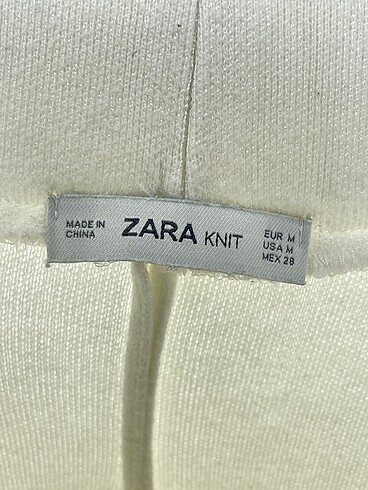 MADE IN
CHINA
ZARA KNIT
EUR M
USA M
MEX 28